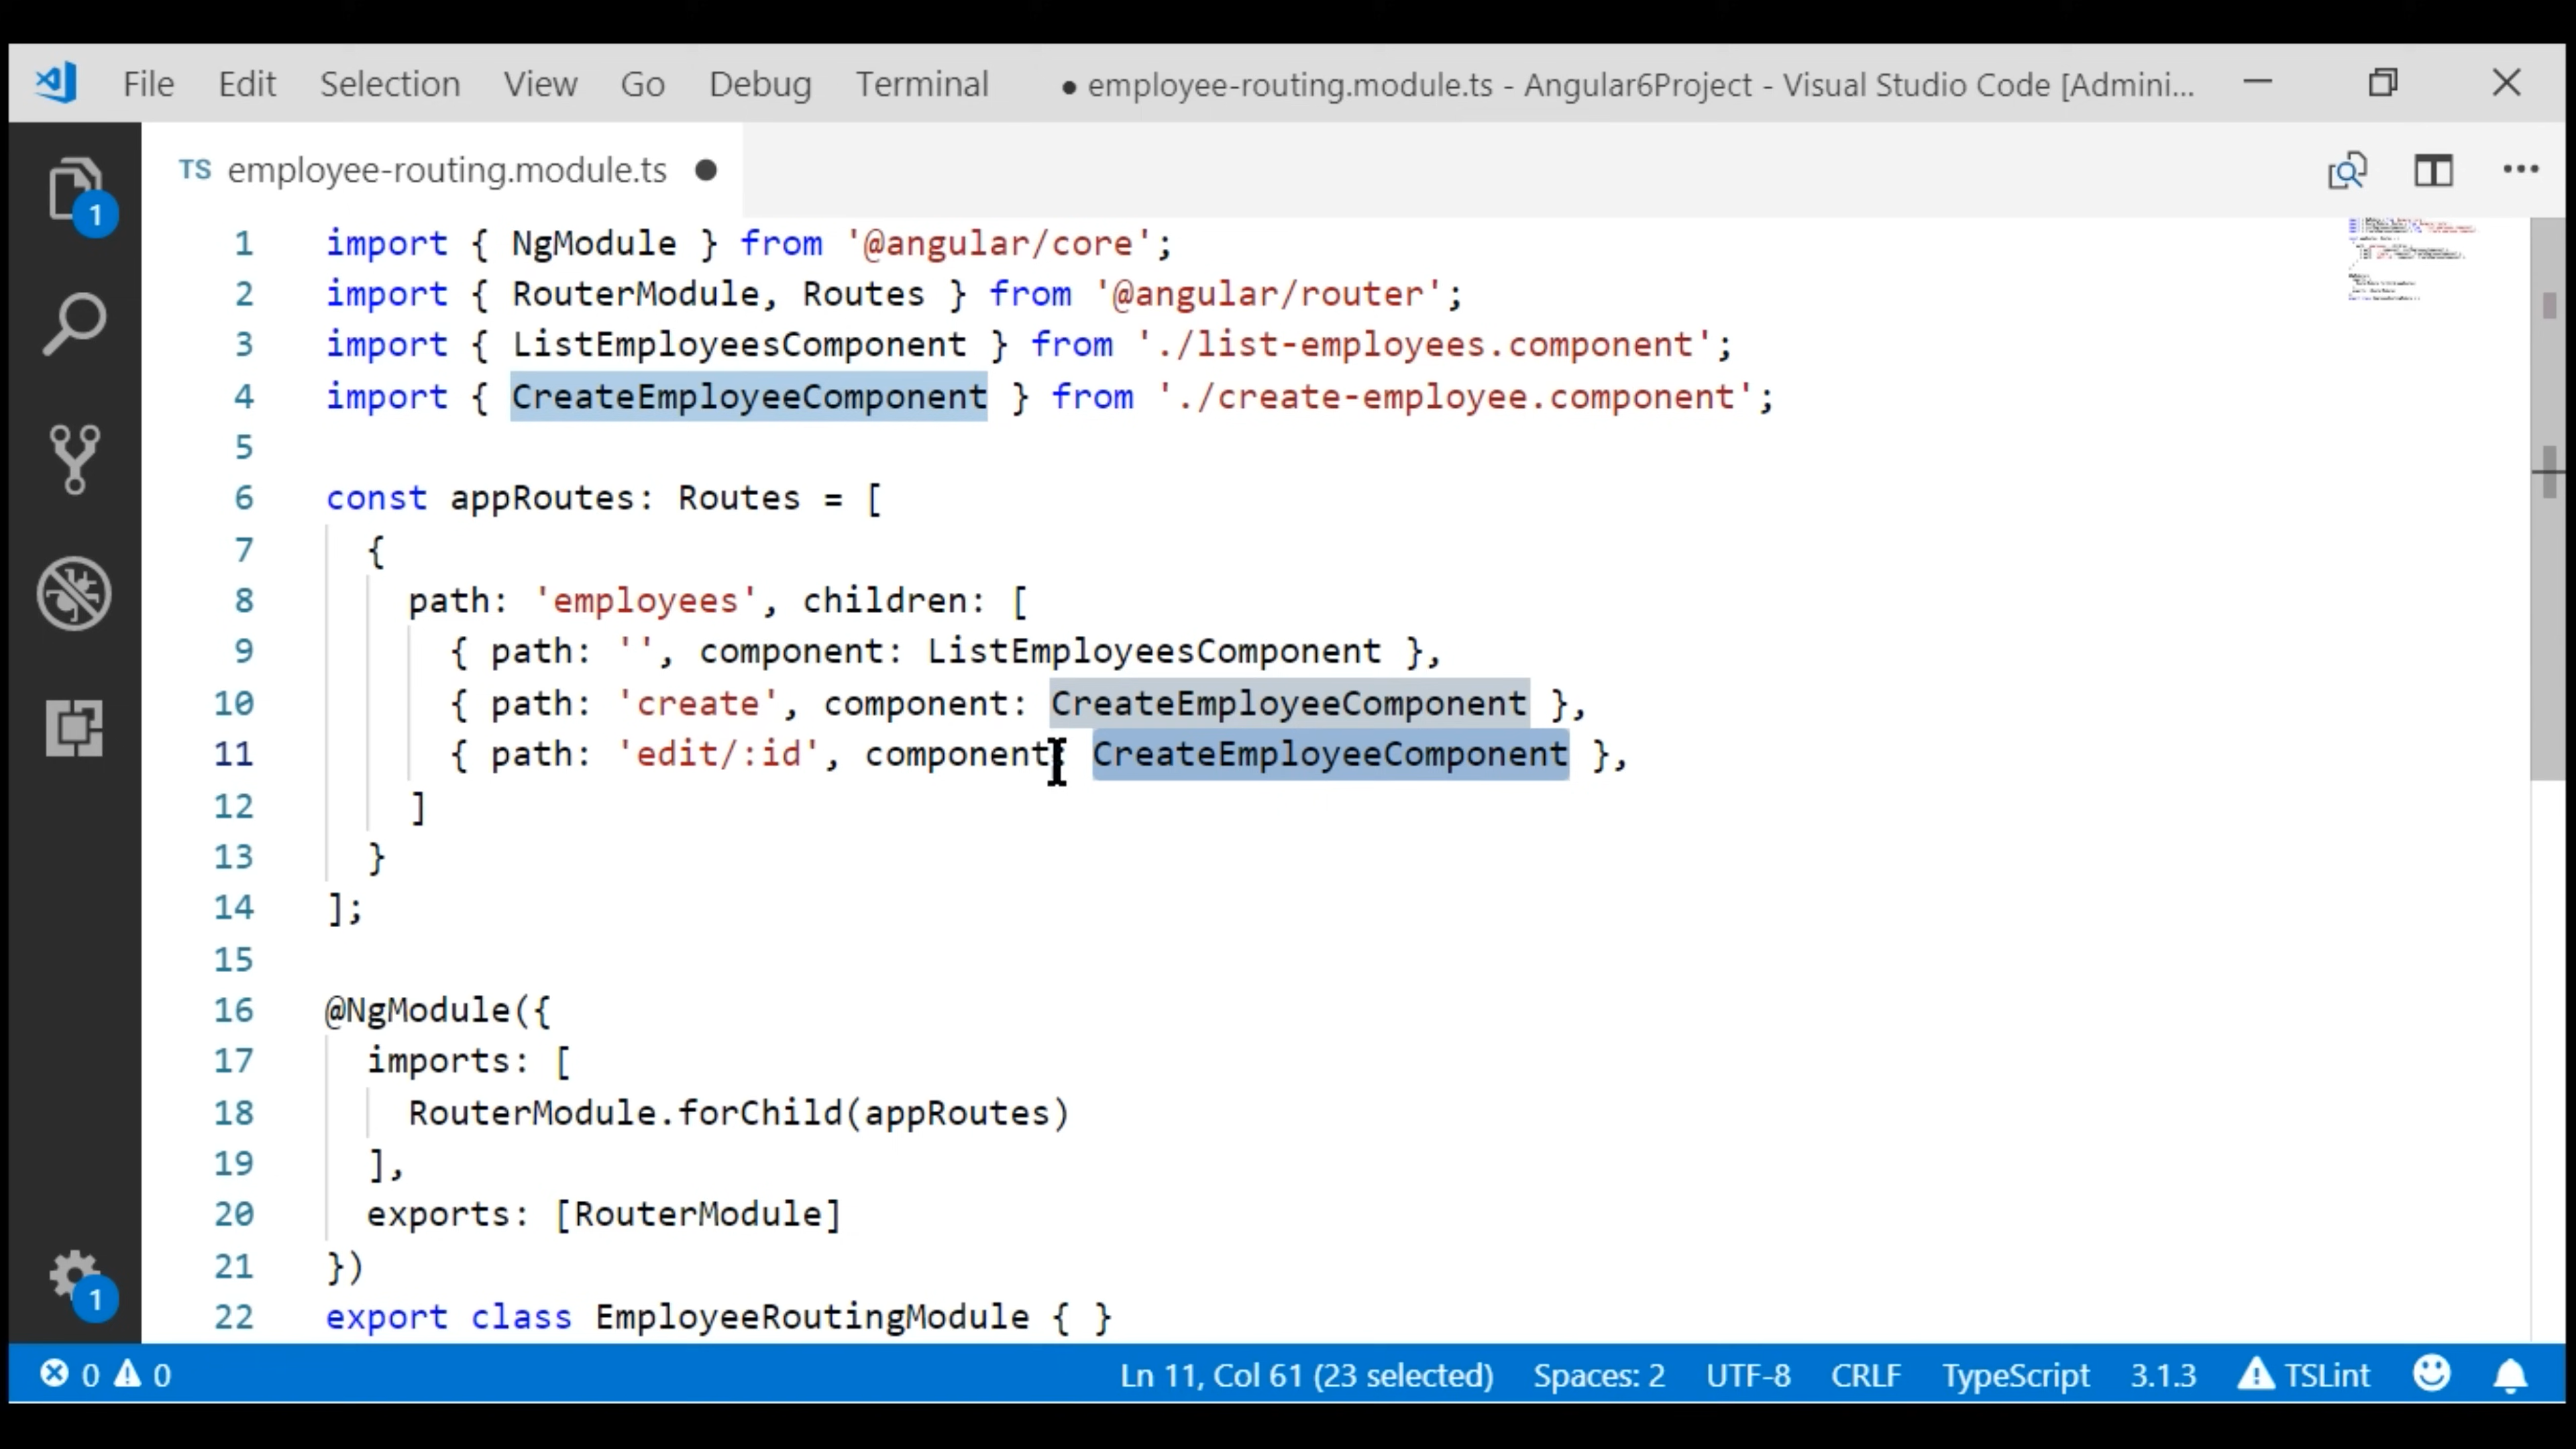 File Edit Selection View Go Debug Terminal ● employee-routing.module.ts - Angular6Project - Visual Studio Code [Admini...
TS employee-routing.module.ts ●
1 import { NgModule } from '@angular/core';
2 import { RouterModule, Routes } from '@angular/router';
3 import { ListEmployeesComponent } from './list-employees.component';
4 import { CreateEmployeeComponent } from './create-employee.component';
5
6 const appRoutes: Routes = [
7 {
8 path: 'employees', children: [
9 { path: '', component: ListEmployeesComponent },
10 { path: 'create', component: CreateEmployeeComponent },
11 { path: 'edit/:id', component: CreateEmployeeComponent },
12 ]
13 }
14 ];
15
16 @NgModule({
17 imports: [
18 RouterModule.forChild(appRoutes)
19 ],
20 exports: [RouterModule]
21 })
22 export class EmployeeRoutingModule { }
1
1
0 0 Ln 11, Col 61 (23 selected) Spaces: 2 UTF-8 CRLF TypeScript 3.1.3 TSLint